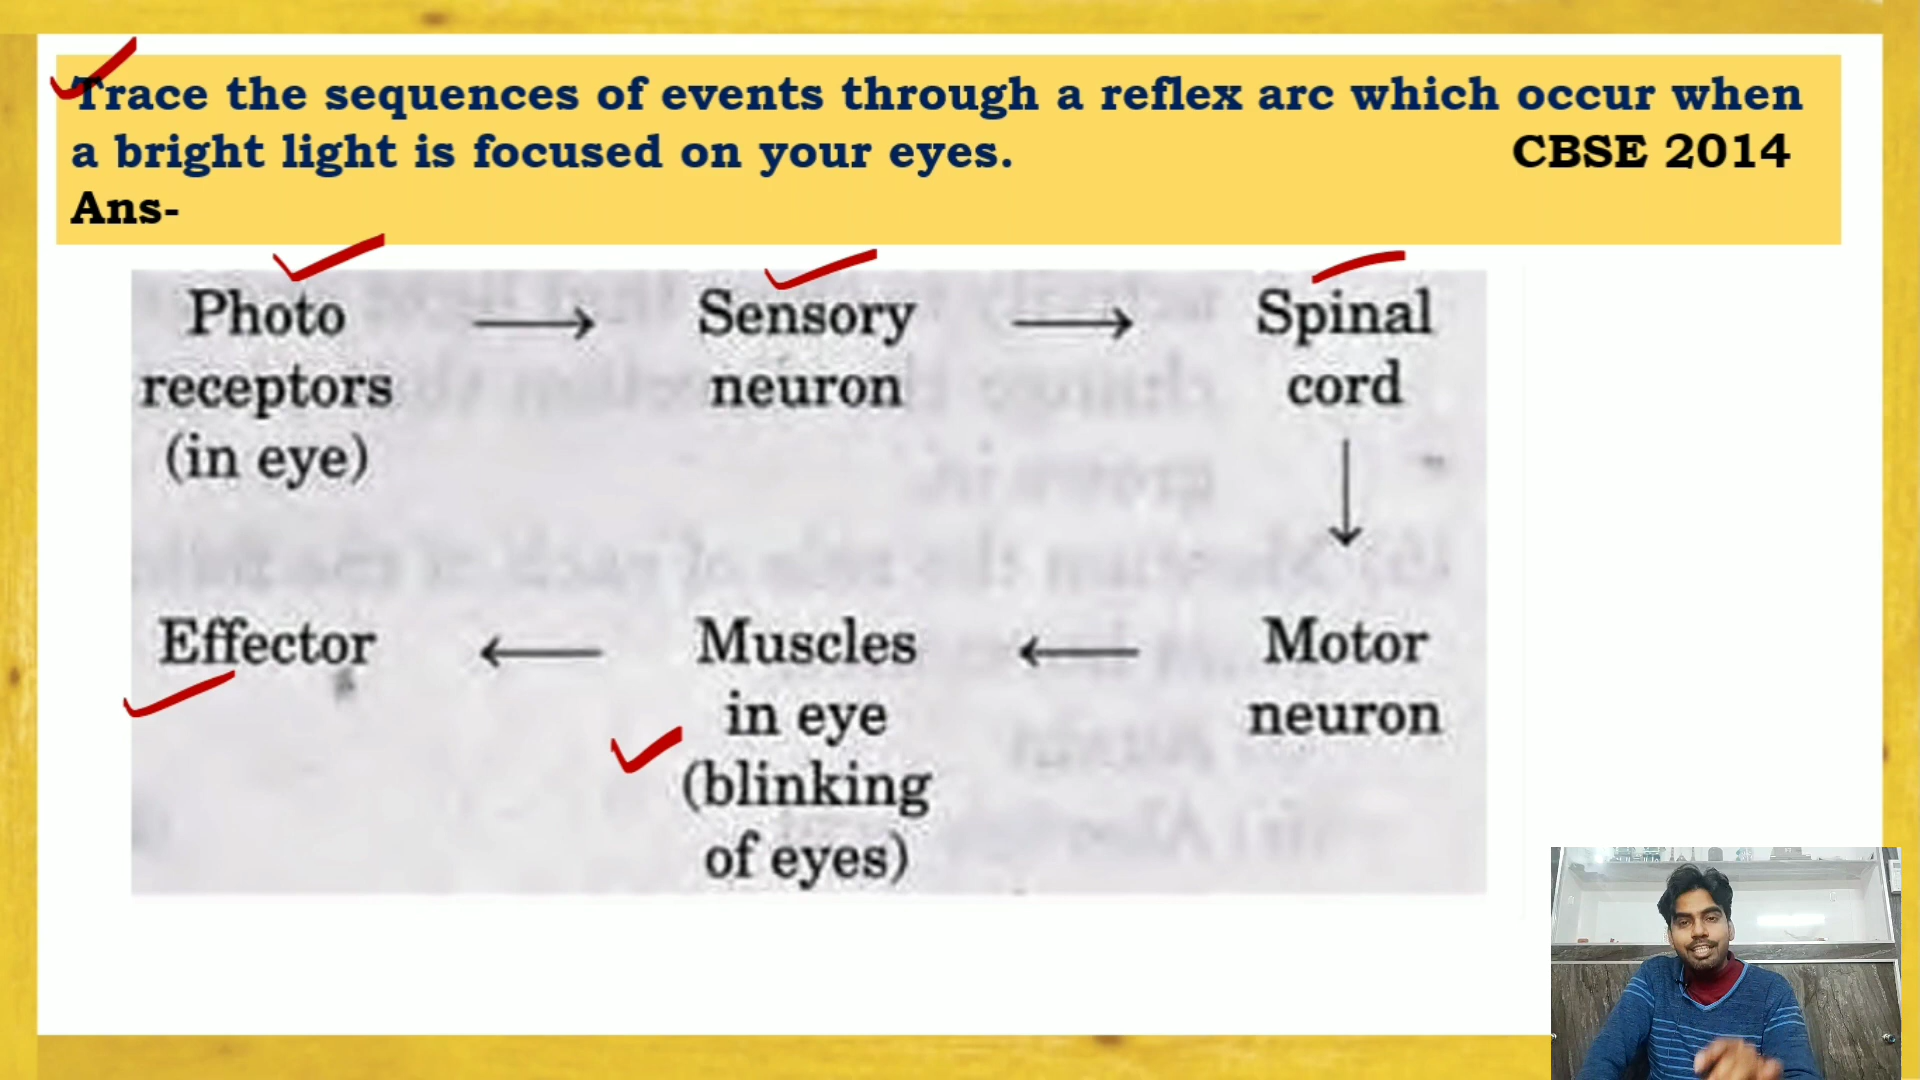 Trace the sequences of events through a reflex arc which occur when
a bright light is focused on your eyes. CBSE 2014
Ans-
Photo → Sensory → Spinal
receptors neuron cord
(in eye)
↓
Effector ← Muscles ← Motor
in eye neuron
(blinking
of eyes)